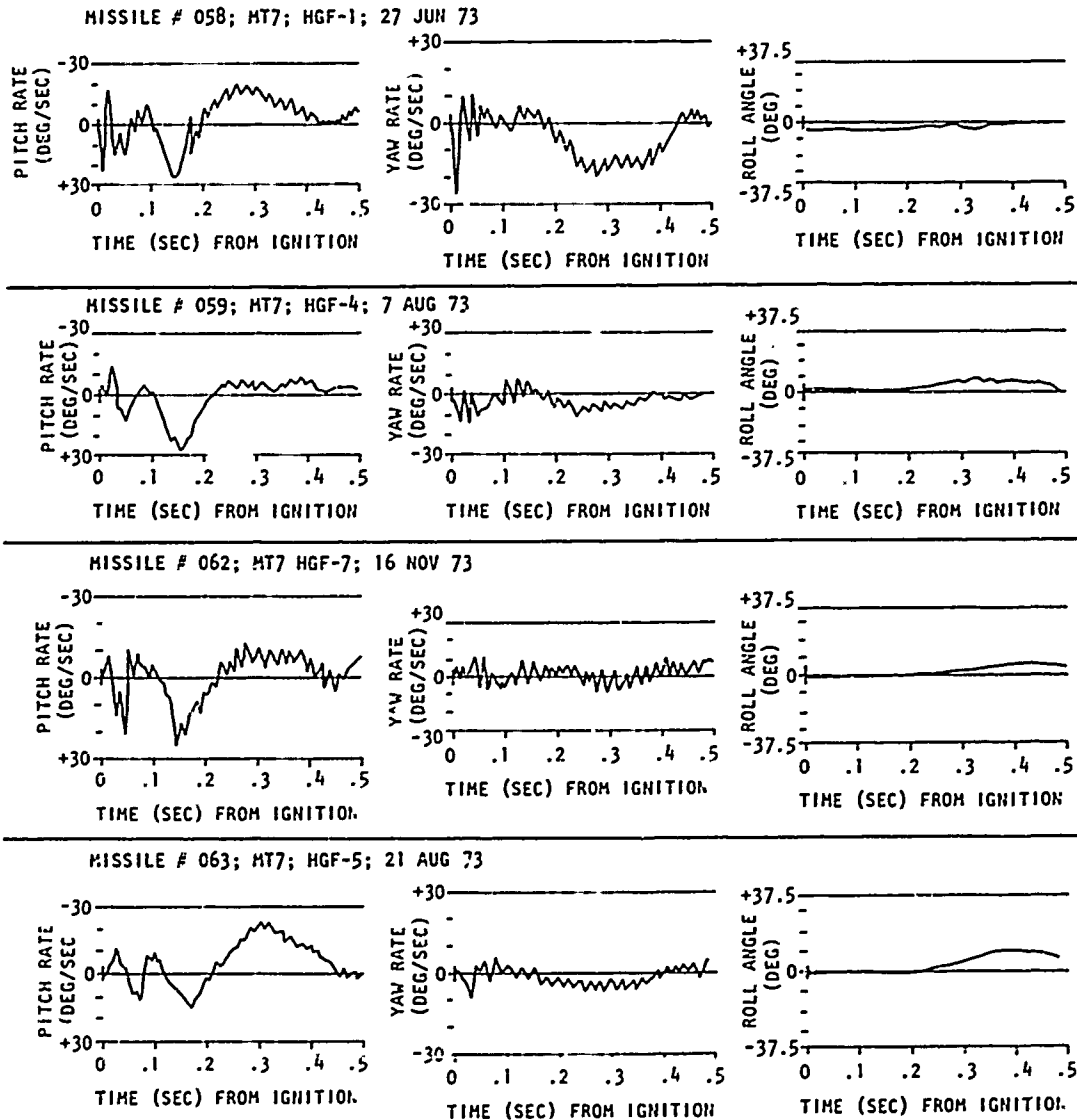 MISSILE # 058; MT7; HGF-1; 27 JUN 73
PITCH RATE
(DEG/SEC)
-30
0
+30
0 .1 .2 .3 .4 .5
TIME (SEC) FROM IGNITION
YAW RATE
(DEG/SEC)
+30
0
-30
0 .1 .2 .3 .4 .5
TIME (SEC) FROM IGNITION
ROLL ANGLE
(DEG)
+37.5
0
-37.5
0 .1 .2 .3 .4 .5
TIME (SEC) FROM IGNITION
MISSILE # 059; MT7; HGF-4; 7 AUG 73
PITCH RATE
(DEG/SEC)
-30
0
+30
0 .1 .2 .3 .4 .5
TIME (SEC) FROM IGNITION
YAW RATE
(DEG/SEC)
+30
0
-30
0 .1 .2 .3 .4 .5
TIME (SEC) FROM IGNITION
ROLL ANGLE
(DEG)
+37.5
0
-37.5
0 .1 .2 .3 .4 .5
TIME (SEC) FROM IGNITION
MISSILE # 062; MT7 HGF-7; 16 NOV 73
PITCH RATE
(DEG/SEC)
-30
0
+30
0 .1 .2 .3 .4 .5
TIME (SEC) FROM IGNITION
YAW RATE
(DEG/SEC)
+30
0
-30
0 .1 .2 .3 .4 .5
TIME (SEC) FROM IGNITION
ROLL ANGLE
(DEG)
+37.5
0
-37.5
0 .1 .2 .3 .4 .5
TIME (SEC) FROM IGNITION
MISSILE # 063; MT7; HGF-5; 21 AUG 73
PITCH RATE
(DEG/SEC
-30
0
+30
0 .1 .2 .3 .4 .5
TIME (SEC) FROM IGNITION
YAW RATE
(DEG/SEC)
+30
0
-30
0 .1 .2 .3 .4 .5
TIME (SEC) FROM IGNITION
ROLL ANGLE
(DEG)
+37.5
0
-37.5
0 .1 .2 .3 .4 .5
TIME (SEC) FROM IGNITION